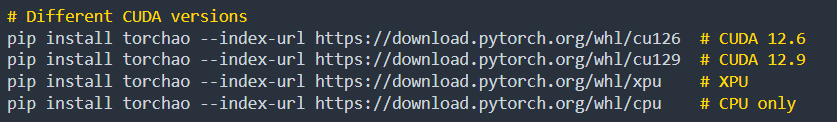 # Different CUDA versions
pip install torchao --index-url https://download.pytorch.org/whl/cu126  # CUDA 12.6
pip install torchao --index-url https://download.pytorch.org/whl/cu129  # CUDA 12.9
pip install torchao --index-url https://download.pytorch.org/whl/xpu    # XPU
pip install torchao --index-url https://download.pytorch.org/whl/cpu    # CPU only